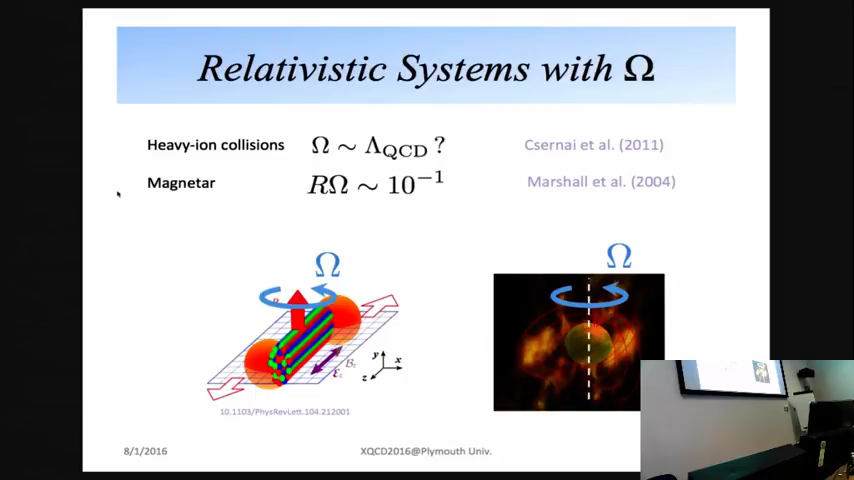 Relativistic Systems with Ω
Heavy-ion collisions Ω ~ Λ_QCD ? Csernai et al. (2011)
Magnetar RΩ ~ 10⁻¹ Marshall et al. (2004)
Ω
Ω
y
x
z
10.1103/PhysRevLett.104.212001
8/1/2016 XQCD2016@Plymouth Univ.